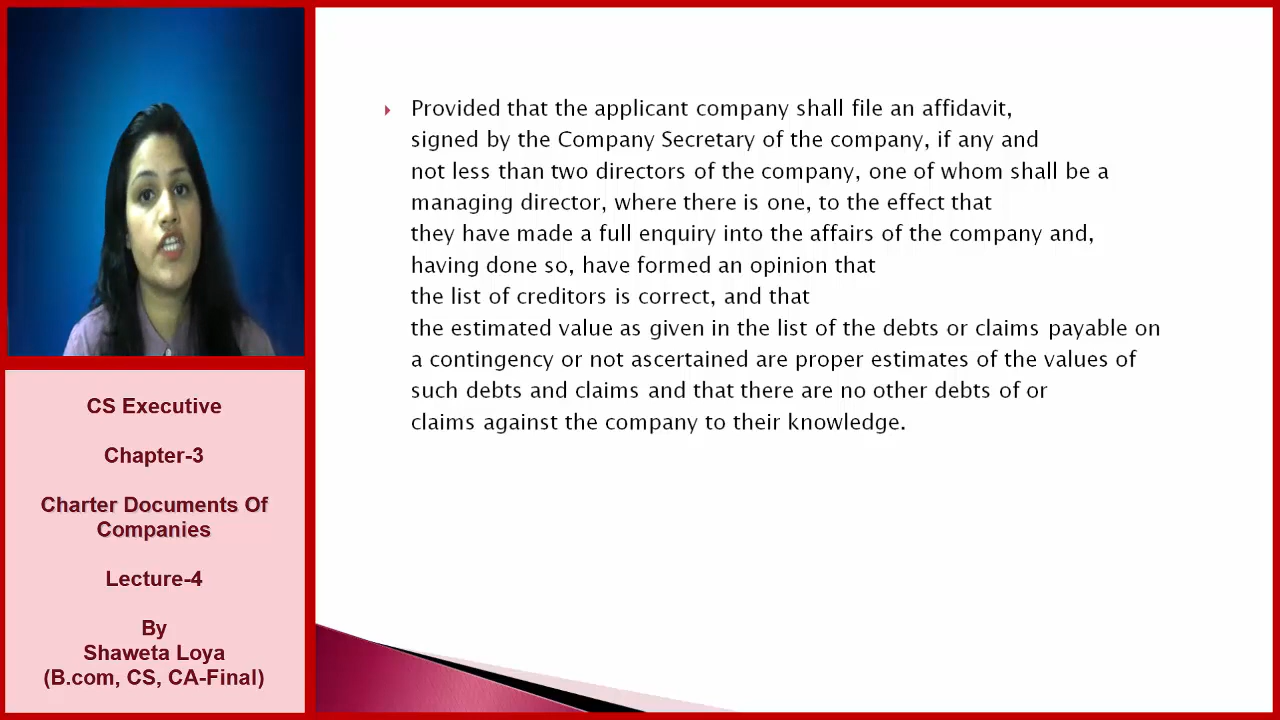 Provided that the applicant company shall file an affidavit,
signed by the Company Secretary of the company, if any and
not less than two directors of the company, one of whom shall be a
managing director, where there is one, to the effect that
they have made a full enquiry into the affairs of the company and,
having done so, have formed an opinion that
the list of creditors is correct, and that
the estimated value as given in the list of the debts or claims payable on
a contingency or not ascertained are proper estimates of the values of
such debts and claims and that there are no other debts of or
claims against the company to their knowledge.
CS Executive
Chapter-3
Charter Documents Of
Companies
Lecture-4
By
Shaweta Loya
(B.com, CS, CA-Final)